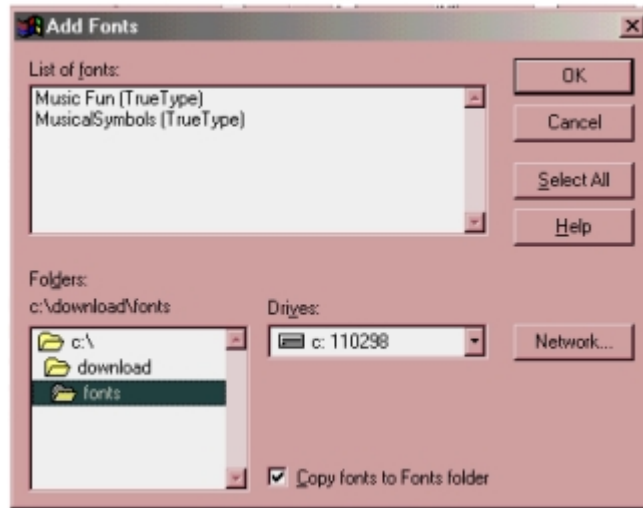 Add Fonts
List of fonts:
Music Fun (TrueType)
MusicalSymbols (TrueType)
OK
Cancel
Select All
Help
Folders:
c:\download\fonts
c:\
download
fonts
Drives:
c: 110298
Network...
Copy fonts to Fonts folder